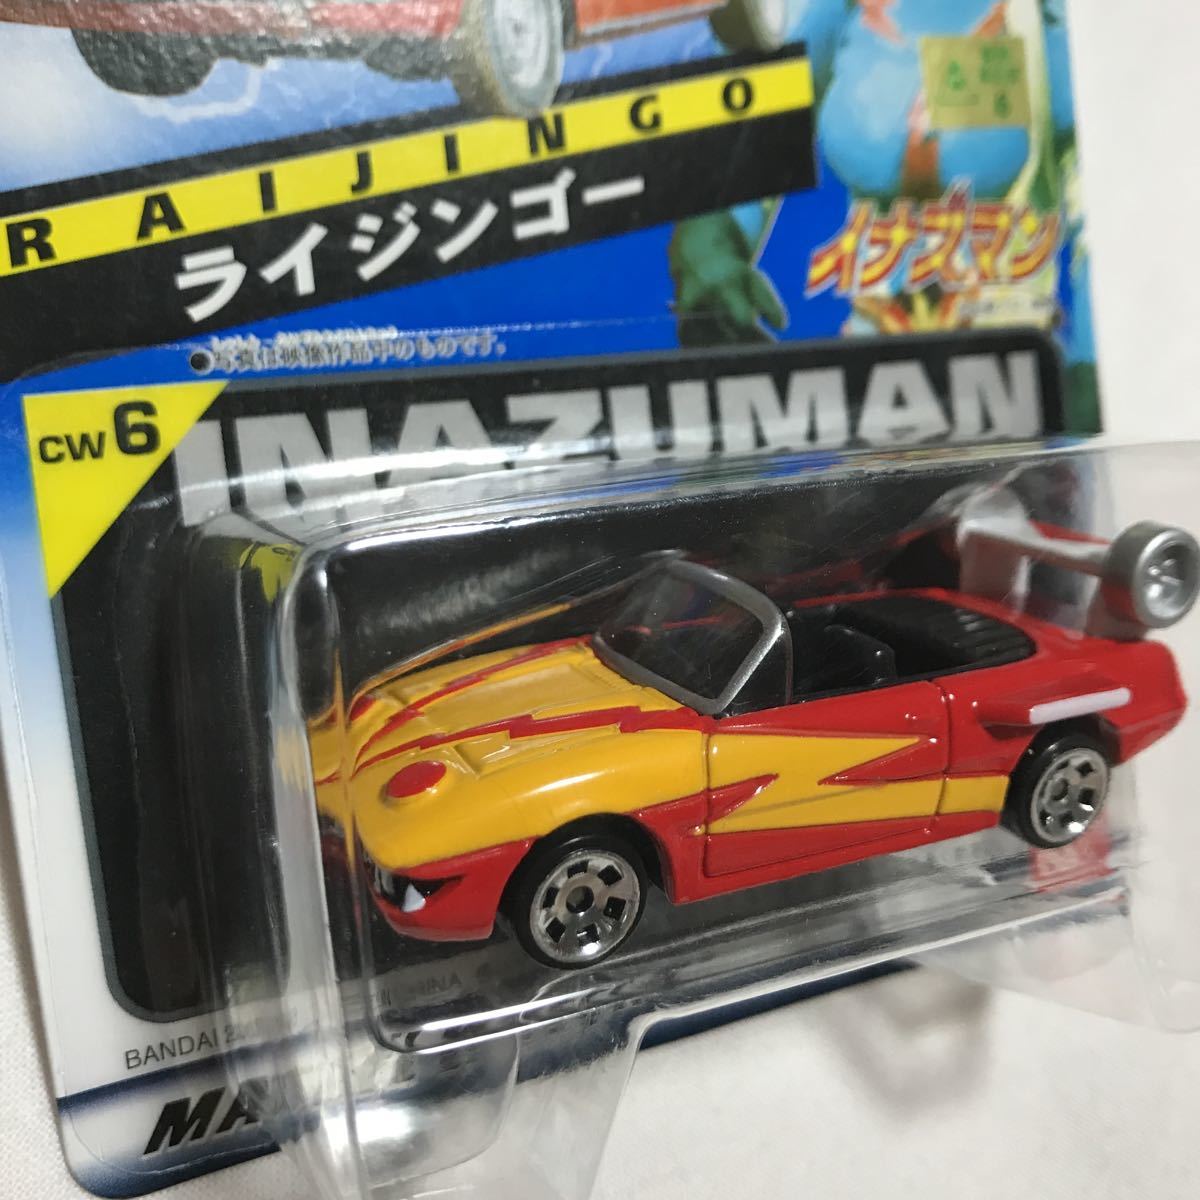 RAIJINGO
ライジンゴー
イナズマン
●写真は映像作品中のものです。
CW6
INAZUMAN
BANDAI